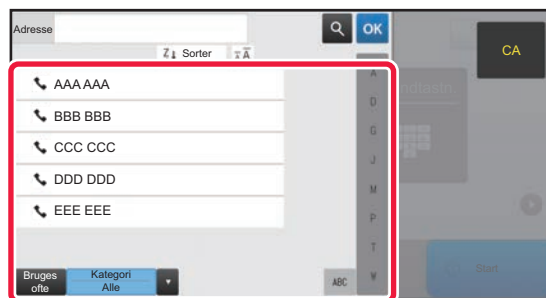 Adresse
OK
CA
Sorter
AAA AAA
BBB BBB
CCC CCC
DDD DDD
EEE EEE
A
D
G
J
M
P
T
W
Bruges
ofte
Kategori
Alle
ABC
Start